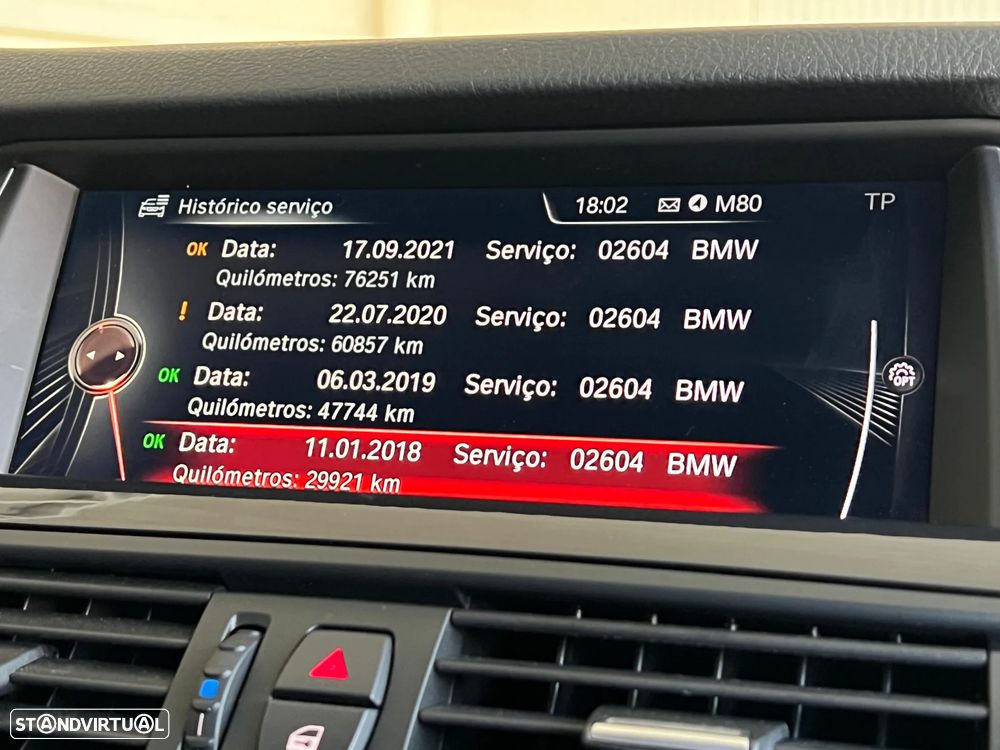 Histórico serviço 18:02 M80 TP
OK Data: 17.09.2021 Serviço: 02604 BMW
Quilómetros: 76251 km
! Data: 22.07.2020 Serviço: 02604 BMW
Quilómetros: 60857 km
OK Data: 06.03.2019 Serviço: 02604 BMW
Quilómetros: 47744 km
OPT
OK Data: 11.01.2018 Serviço: 02604 BMW
Quilómetros: 29921 km
STANDVIRTUAL